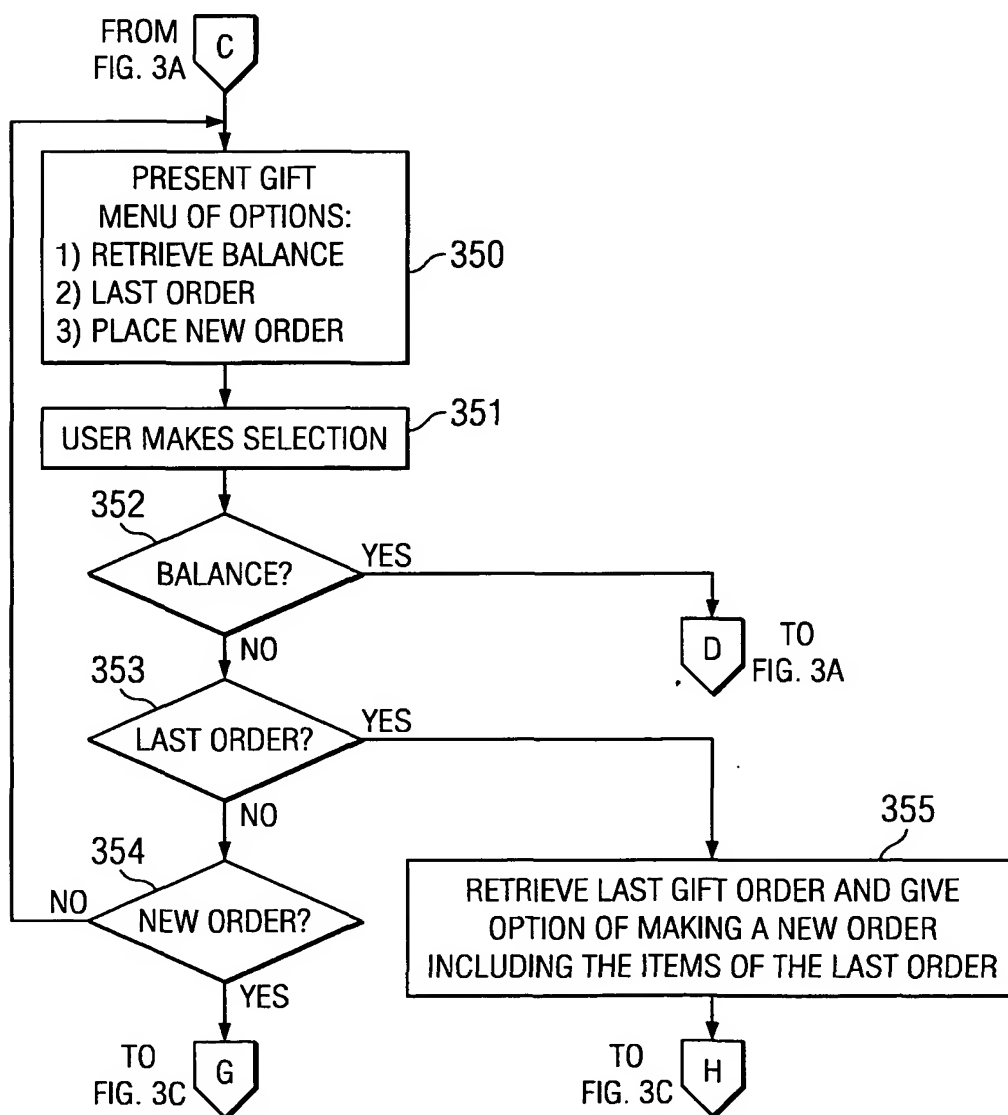 FROM
FIG. 3A
C
PRESENT GIFT
MENU OF OPTIONS:
1) RETRIEVE BALANCE
2) LAST ORDER
3) PLACE NEW ORDER
350
USER MAKES SELECTION
351
352
BALANCE?
YES
NO
D
TO
FIG. 3A
353
LAST ORDER?
YES
NO
355
RETRIEVE LAST GIFT ORDER AND GIVE
OPTION OF MAKING A NEW ORDER
INCLUDING THE ITEMS OF THE LAST ORDER
354
NO
NEW ORDER?
YES
TO
FIG. 3C
G
TO
FIG. 3C
H